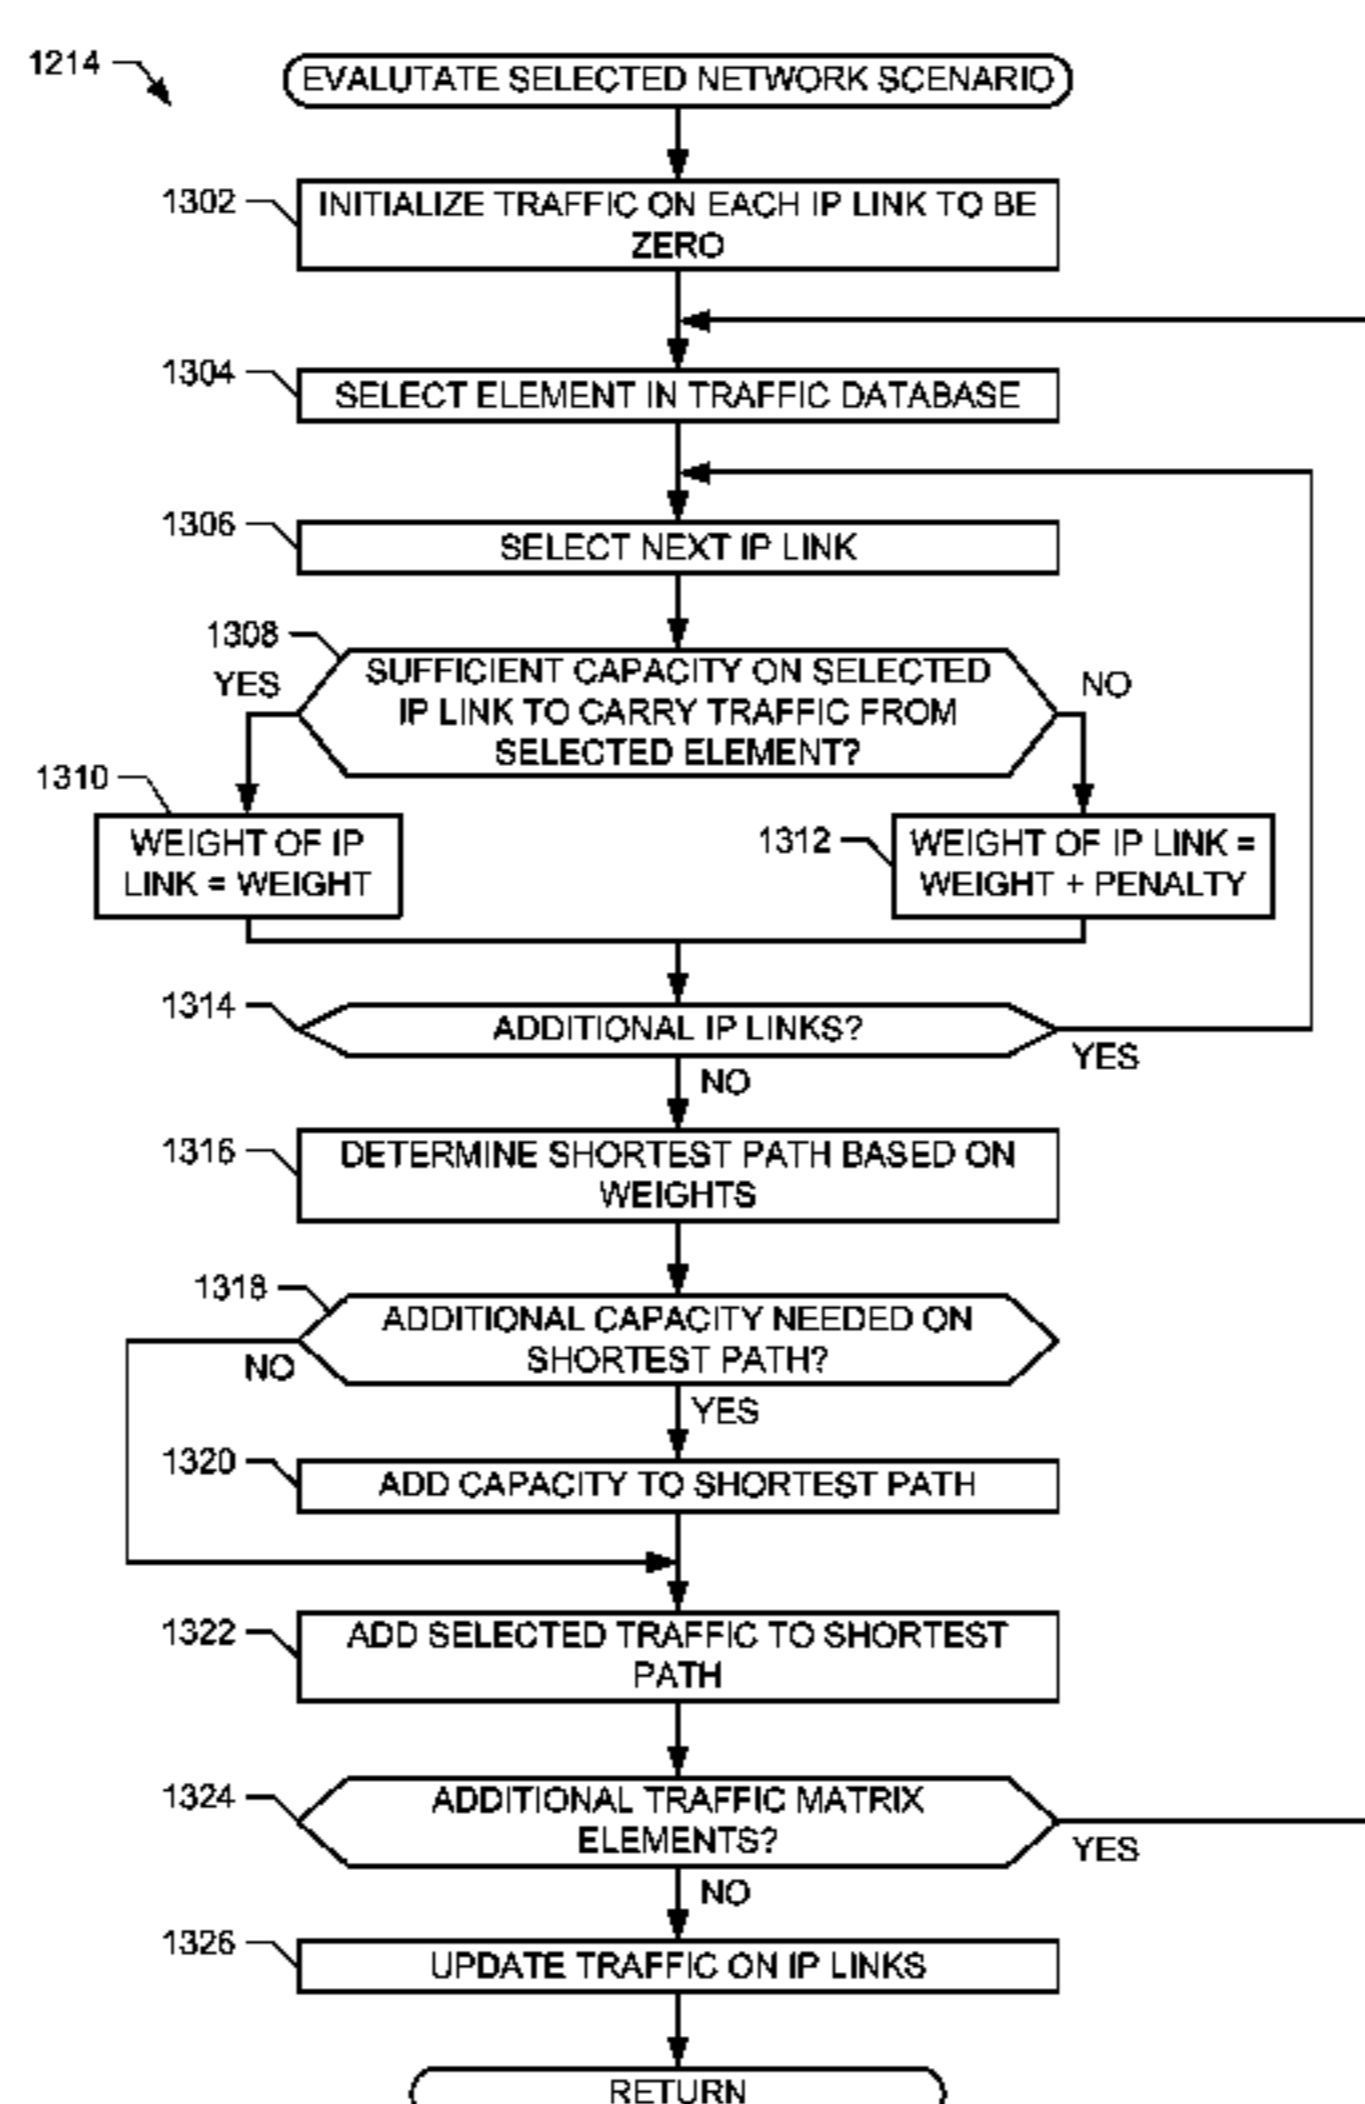 1214
EVALUTATE SELECTED NETWORK SCENARIO
1302
INITIALIZE TRAFFIC ON EACH IP LINK TO BE
ZERO
1304
SELECT ELEMENT IN TRAFFIC DATABASE
1306
SELECT NEXT IP LINK
1308
YES
SUFFICIENT CAPACITY ON SELECTED
IP LINK TO CARRY TRAFFIC FROM
SELECTED ELEMENT?
NO
1310
WEIGHT OF IP
LINK = WEIGHT
1312
WEIGHT OF IP LINK =
WEIGHT + PENALTY
1314
ADDITIONAL IP LINKS?
YES
NO
1316
DETERMINE SHORTEST PATH BASED ON
WEIGHTS
1318
ADDITIONAL CAPACITY NEEDED ON
SHORTEST PATH?
NO
YES
1320
ADD CAPACITY TO SHORTEST PATH
1322
ADD SELECTED TRAFFIC TO SHORTEST
PATH
1324
ADDITIONAL TRAFFIC MATRIX
ELEMENTS?
YES
NO
1326
UPDATE TRAFFIC ON IP LINKS
RETURN